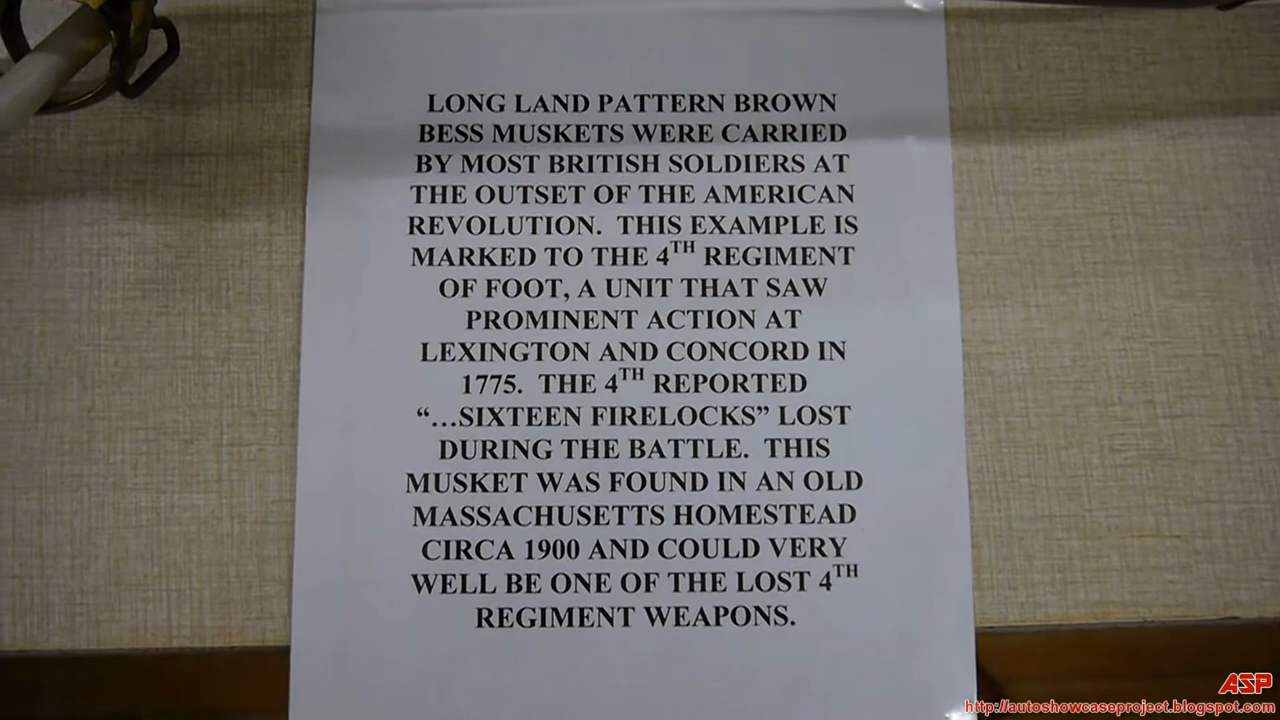 LONG LAND PATTERN BROWN
BESS MUSKETS WERE CARRIED
BY MOST BRITISH SOLDIERS AT
THE OUTSET OF THE AMERICAN
REVOLUTION.  THIS EXAMPLE IS
MARKED TO THE 4TH REGIMENT
OF FOOT, A UNIT THAT SAW
PROMINENT ACTION AT
LEXINGTON AND CONCORD IN
1775.  THE 4TH REPORTED
“…SIXTEEN FIRELOCKS” LOST
DURING THE BATTLE.  THIS
MUSKET WAS FOUND IN AN OLD
MASSACHUSETTS HOMESTEAD
CIRCA 1900 AND COULD VERY
WELL BE ONE OF THE LOST 4TH
REGIMENT WEAPONS.
ASP
http://autoshowcaseproject.blogspot.com